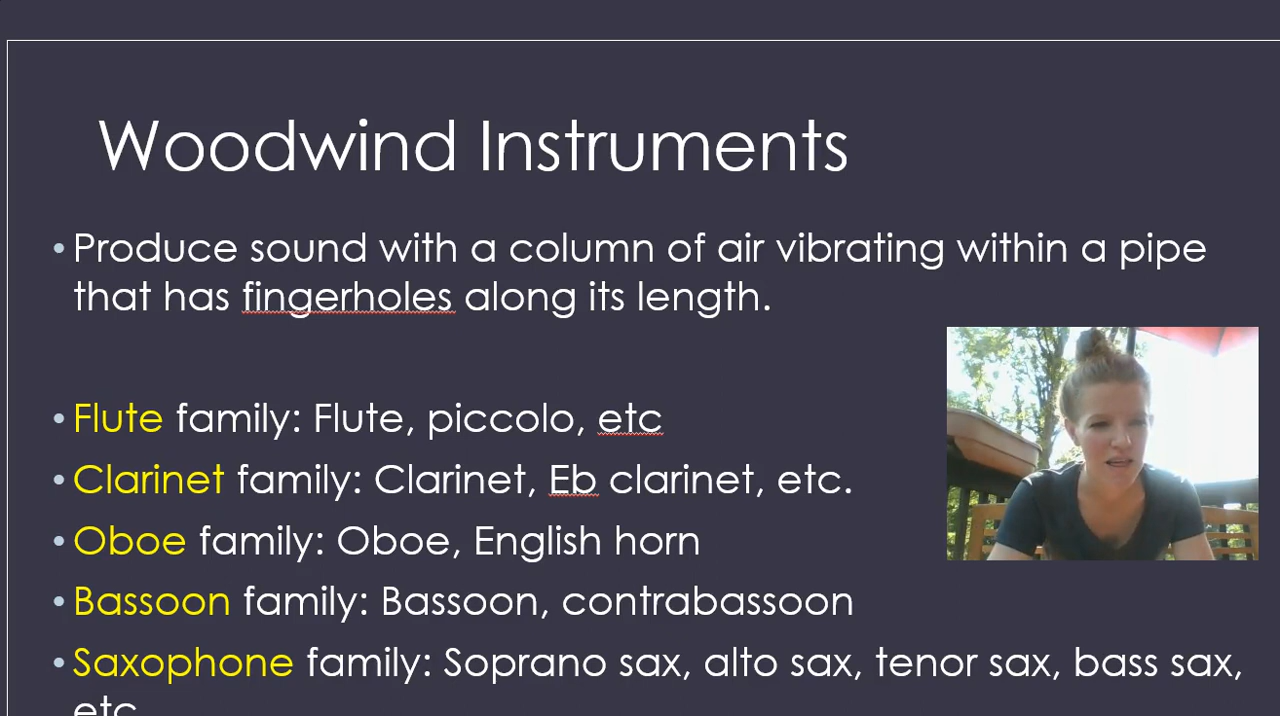 Woodwind Instruments
• Produce sound with a column of air vibrating within a pipe
that has fingerholes along its length.
• Flute family: Flute, piccolo, etc
• Clarinet family: Clarinet, Eb clarinet, etc.
• Oboe family: Oboe, English horn
• Bassoon family: Bassoon, contrabassoon
• Saxophone family: Soprano sax, alto sax, tenor sax, bass sax,
etc